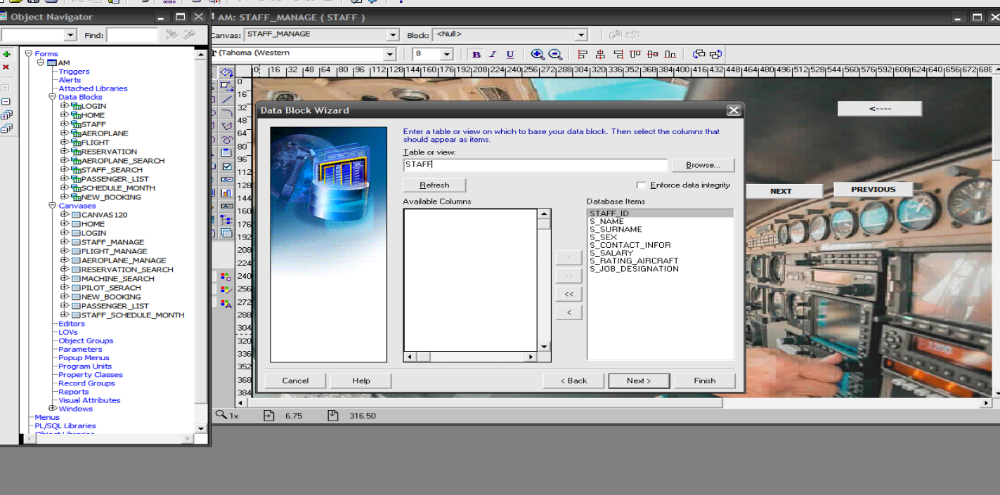 Object Navigator
Find:
Forms
AM
Triggers
Alerts
Attached Libraries
Data Blocks
LOGIN
HOME
STAFF
AEROPLANE
FLIGHT
RESERVATION
AEROPLANE_SEARCH
STAFF_SEARCH
PASSENGER_LIST
SCHEDULE_MONTH
NEW_BOOKING
Canvases
CANVAS120
HOME
LOGIN
STAFF_MANAGE
FLIGHT_MANAGE
AEROPLANE_MANAGE
RESERVATION_SEARCH
MACHINE_SEARCH
PILOT_SERACH
NEW_BOOKING
PASSENGER_LIST
STAFF_SCHEDULE_MONTH
Editors
LOVs
Object Groups
Parameters
Popup Menus
Program Units
Property Classes
Record Groups
Reports
Visual Attributes
Windows
Menus
PL/SQL Libraries
AM: STAFF_MANAGE ( STAFF )
Canvas: STAFF_MANAGE Block: <Null>
(Tahoma (Western 8 B I U
0 16 32 48 64 80 96 112 128 144 160 176 192 208 224 240 256 272 288 304 320 336 352 368 384 400 416 432 448 464 480 496 512 528 544 560 576 592 608 624 640 656 672 688
0
16
32
48
64
80
96
112
128
144
160
176
192
208
224
240
256
272
288
304
320
336
352
368
384
<----
NEXT PREVIOUS
Data Block Wizard
Enter a table or view on which to base your data block. Then select the columns that
should appear as items.
Table or view:
STAFF
Browse...
Refresh
Enforce data integrity
Available Columns
Database Items
STAFF_ID
S_NAME
S_SURNAME
S_SEX
S_CONTACT_INFOR
S_SALARY
S_RATING_AIRCRAFT
S_JOB_DESIGNATION
>
>>
<<
<
Cancel Help < Back Next > Finish
1x 6.75 316.50